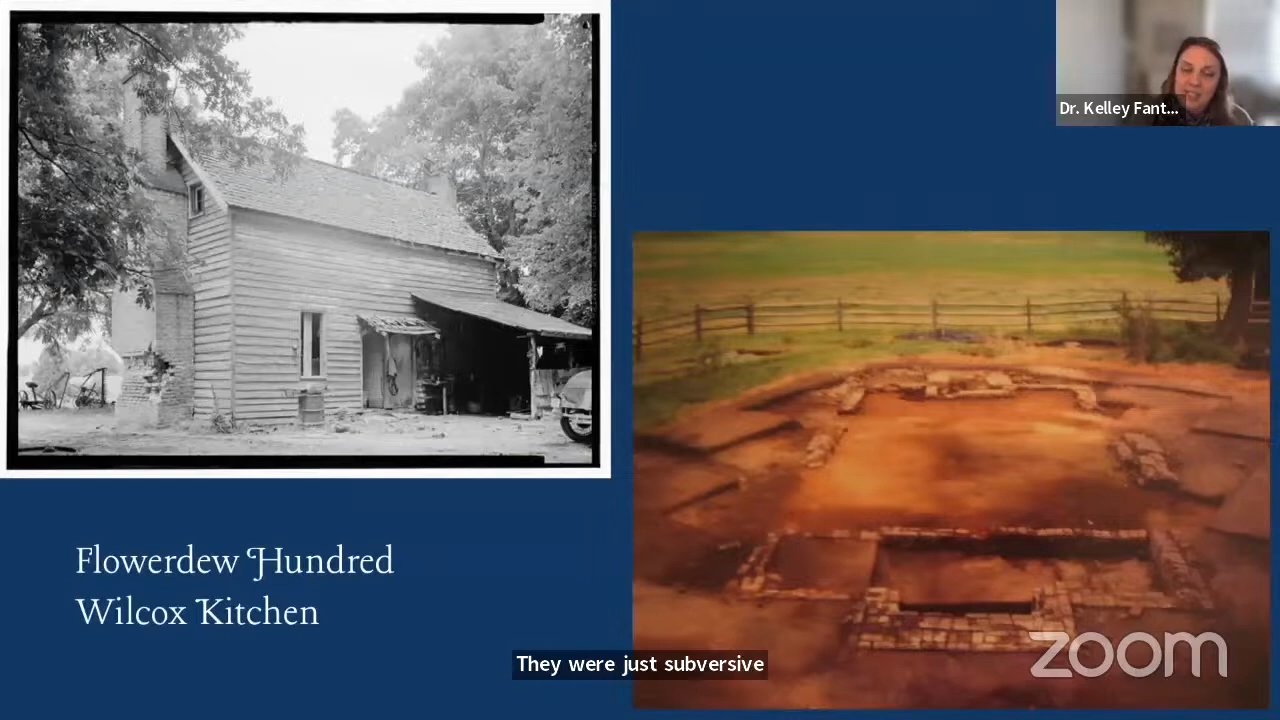 Dr. Kelley Fant...
Flowerdew Hundred
Wilcox Kitchen
They were just subversive
zoom